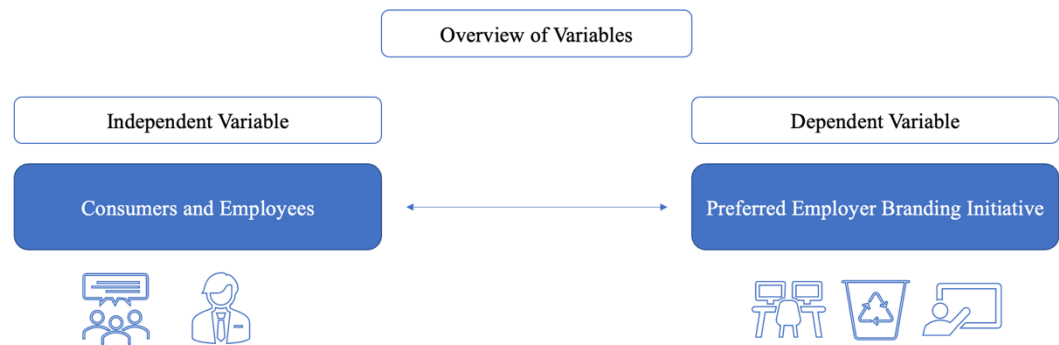 Overview of Variables
Independent Variable
Dependent Variable
Consumers and Employees
Preferred Employer Branding Initiative